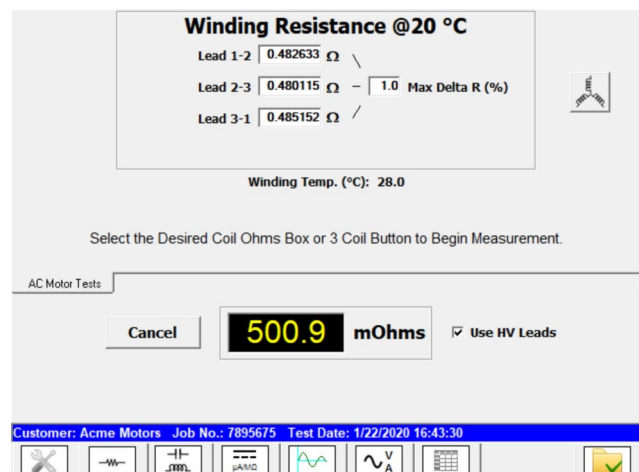 Winding Resistance @20 °C
Lead 1-2 0.482633 Ω
Lead 2-3 0.480115 Ω 1.0 Max Delta R (%)
Lead 3-1 0.485152 Ω
Winding Temp. (°C): 28.0
Select the Desired Coil Ohms Box or 3 Coil Button to Begin Measurement.
AC Motor Tests
Cancel 500.9 mOhms Use HV Leads
Customer: Acme Motors Job No.: 7895675 Test Date: 1/22/2020 16:43:30
µA/MΩ V A